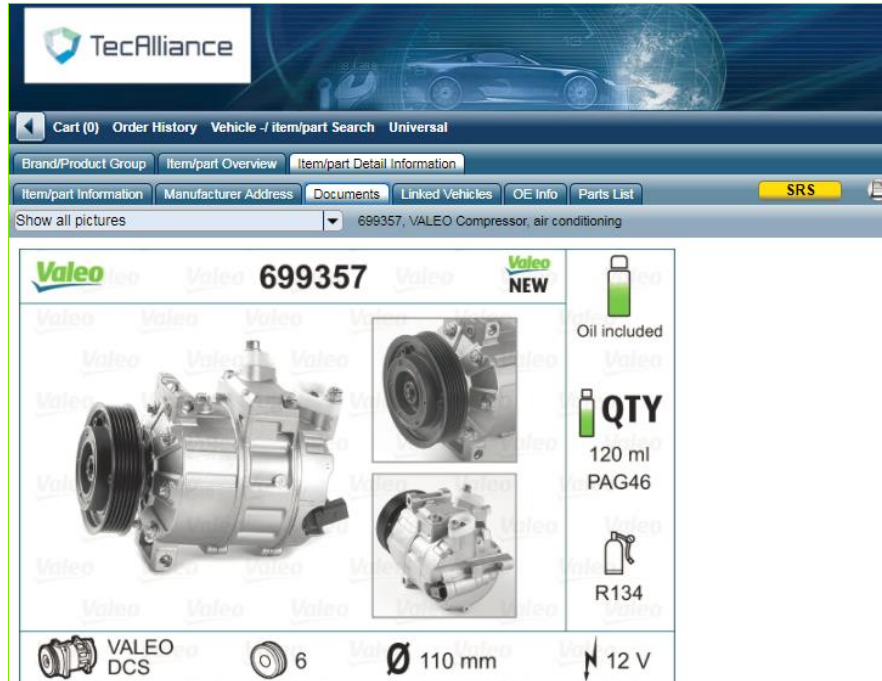 TecAlliance
Cart (0) Order History Vehicle -/ item/part Search Universal
Brand/Product Group Item/part Overview Item/part Detail Information
Item/part Information Manufacturer Address Documents Linked Vehicles OE Info Parts List SRS
Show all pictures 699357, VALEO Compressor, air conditioning
Valeo 699357 Valeo
NEW
Oil included
QTY
120 ml
PAG46
R134
VALEO
DCS
6
Ø 110 mm
12 V